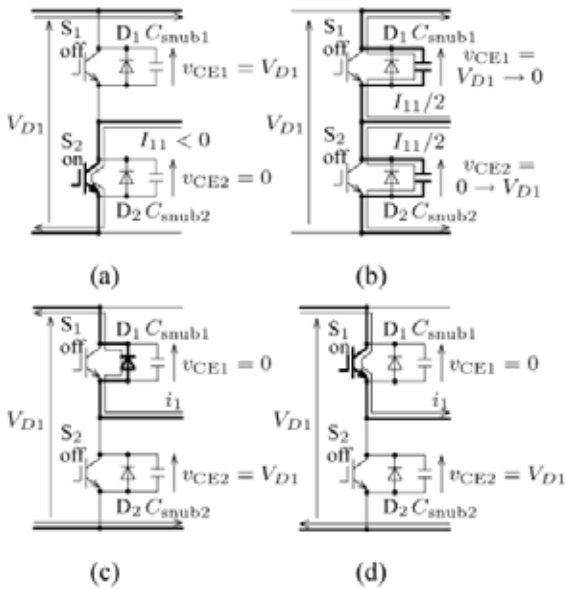 S1 off D1 Csnub1
vCE1 = VD1
VD1
S2 on I11 < 0
vCE2 = 0
D2 Csnub2
(a)
S1 off D1 Csnub1
vCE1 = VD1 → 0
I11/2
VD1
I11/2
S2 off
vCE2 = 0 → VD1
D2 Csnub2
(b)
S1 off D1 Csnub1
vCE1 = 0
i1
VD1
S2 off
vCE2 = VD1
D2 Csnub2
(c)
S1 on D1 Csnub1
vCE1 = 0
i1
VD1
S2 off
vCE2 = VD1
D2 Csnub2
(d)